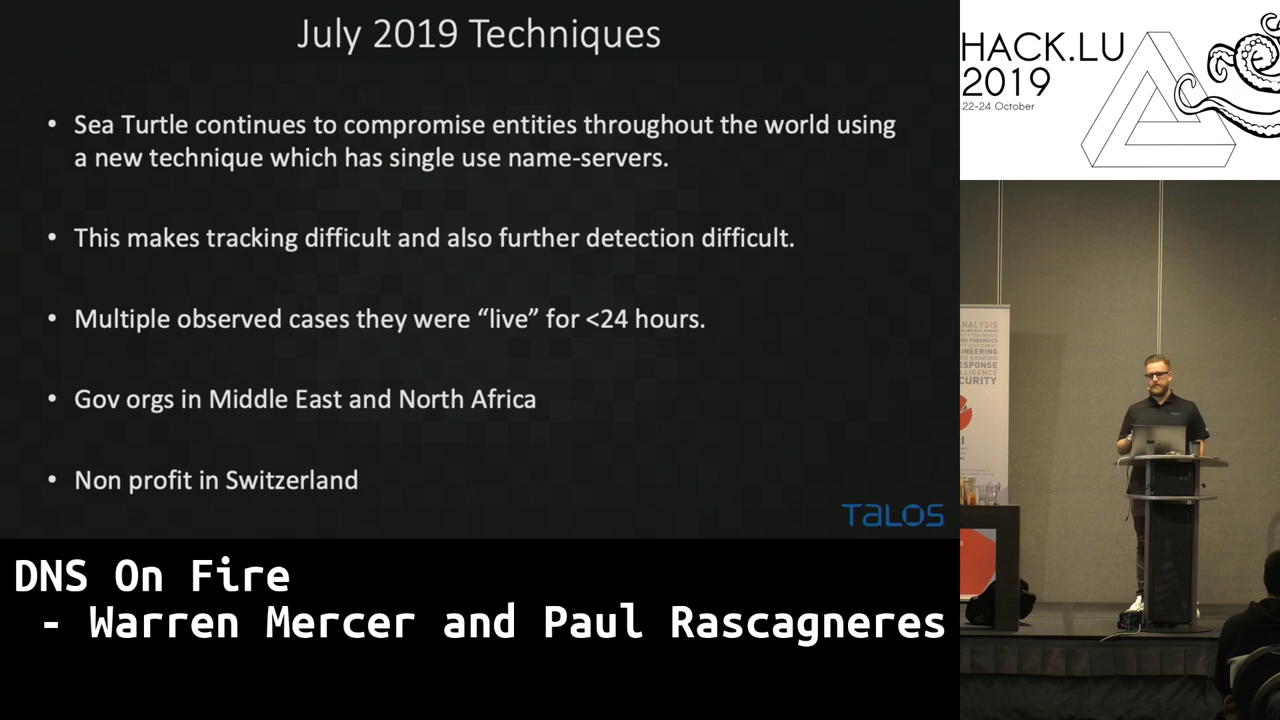 July 2019 Techniques
• Sea Turtle continues to compromise entities throughout the world using
a new technique which has single use name-servers.
• This makes tracking difficult and also further detection difficult.
• Multiple observed cases they were “live” for <24 hours.
• Gov orgs in Middle East and North Africa
• Non profit in Switzerland
TALOS
DNS On Fire
- Warren Mercer and Paul Rascagneres
HACK.LU
2019
22-24 October
ANALYSIS
RESPONSE
CURITY